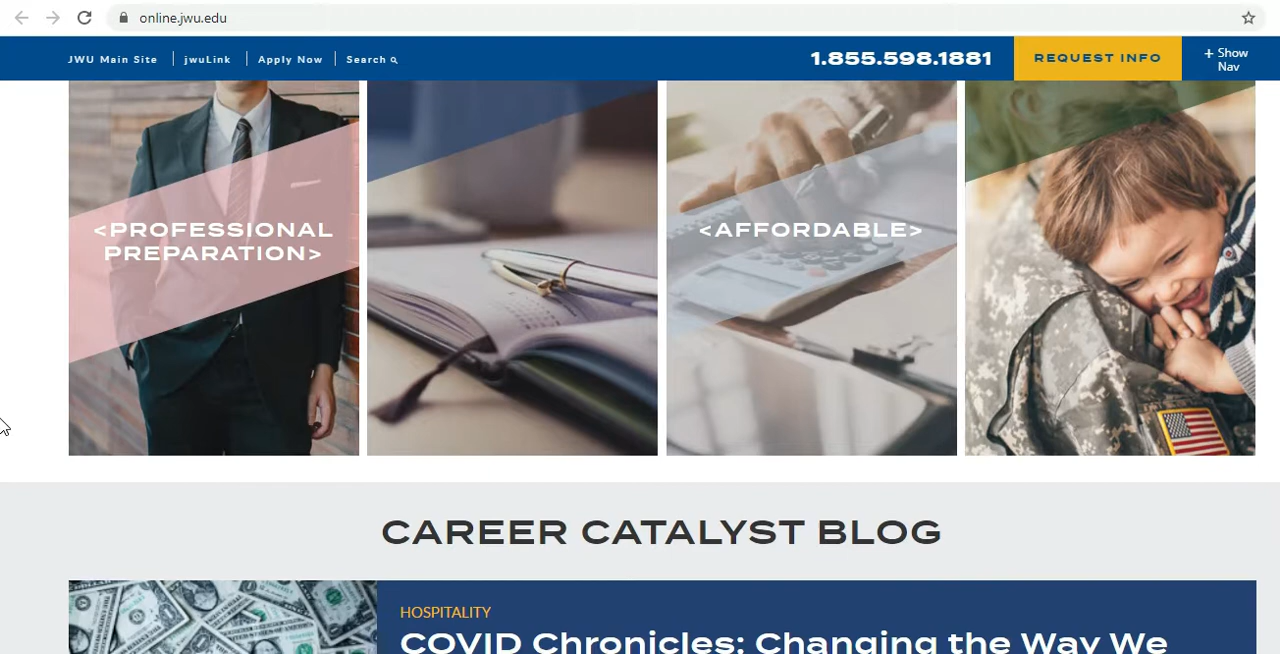 online.jwu.edu
JWU Main Site
jwuLink
Apply Now
Search
1.855.598.1881
REQUEST INFO
+ Show
Nav
<PROFESSIONAL
PREPARATION>
<AFFORDABLE>
CAREER CATALYST BLOG
HOSPITALITY
COVID Chronicles: Changing the Way We